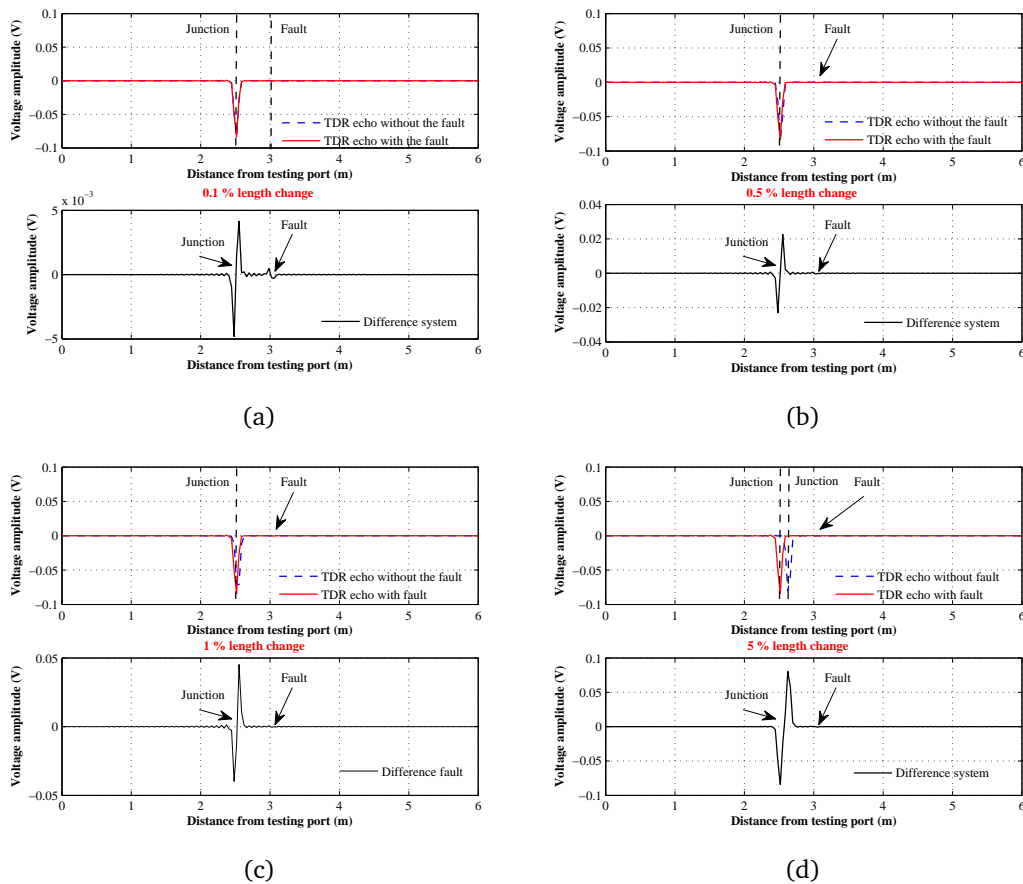 0.1
0.05
0
−0.05
−0.1
Voltage amplitude (V)
Junction
Fault
TDR echo without the fault
TDR echo with the fault
0 1 2 3 4 5 6
Distance from testing port (m)
0.1 % length change
x 10⁻³
5
0
−5
Voltage amplitude (V)
Junction
Fault
Difference system
0 1 2 3 4 5 6
Distance from testing port (m)
(a)
0.1
0.05
0
−0.05
−0.1
Voltage amplitude (V)
Junction
Fault
TDR echo without the fault
TDR echo with the fault
0 1 2 3 4 5 6
Distance from testing port (m)
0.5 % length change
0.04
0.02
0
−0.02
−0.04
Voltage amplitude (V)
Junction
Fault
Difference system
0 1 2 3 4 5 6
Distance from testing port (m)
(b)
0.1
0.05
0
−0.05
−0.1
Voltage amplitude (V)
Junction
Fault
TDR echo without the fault
TDR echo with fault
0 1 2 3 4 5 6
Distance from testing port (m)
1 % length change
0.05
0
−0.05
Voltage amplitude (V)
Junction
Fault
Difference fault
0 1 2 3 4 5 6
Distance from testing port (m)
(c)
0.1
0.05
0
−0.05
−0.1
Voltage amplitude (V)
Junction
Junction
Fault
TDR echo without fault
TDR echo with fault
0 1 2 3 4 5 6
Distance from testing port (m)
5 % length change
0.1
0.05
0
−0.05
−0.1
Voltage amplitude (V)
Junction
Fault
Difference system
0 1 2 3 4 5 6
Distance from testing port (m)
(d)